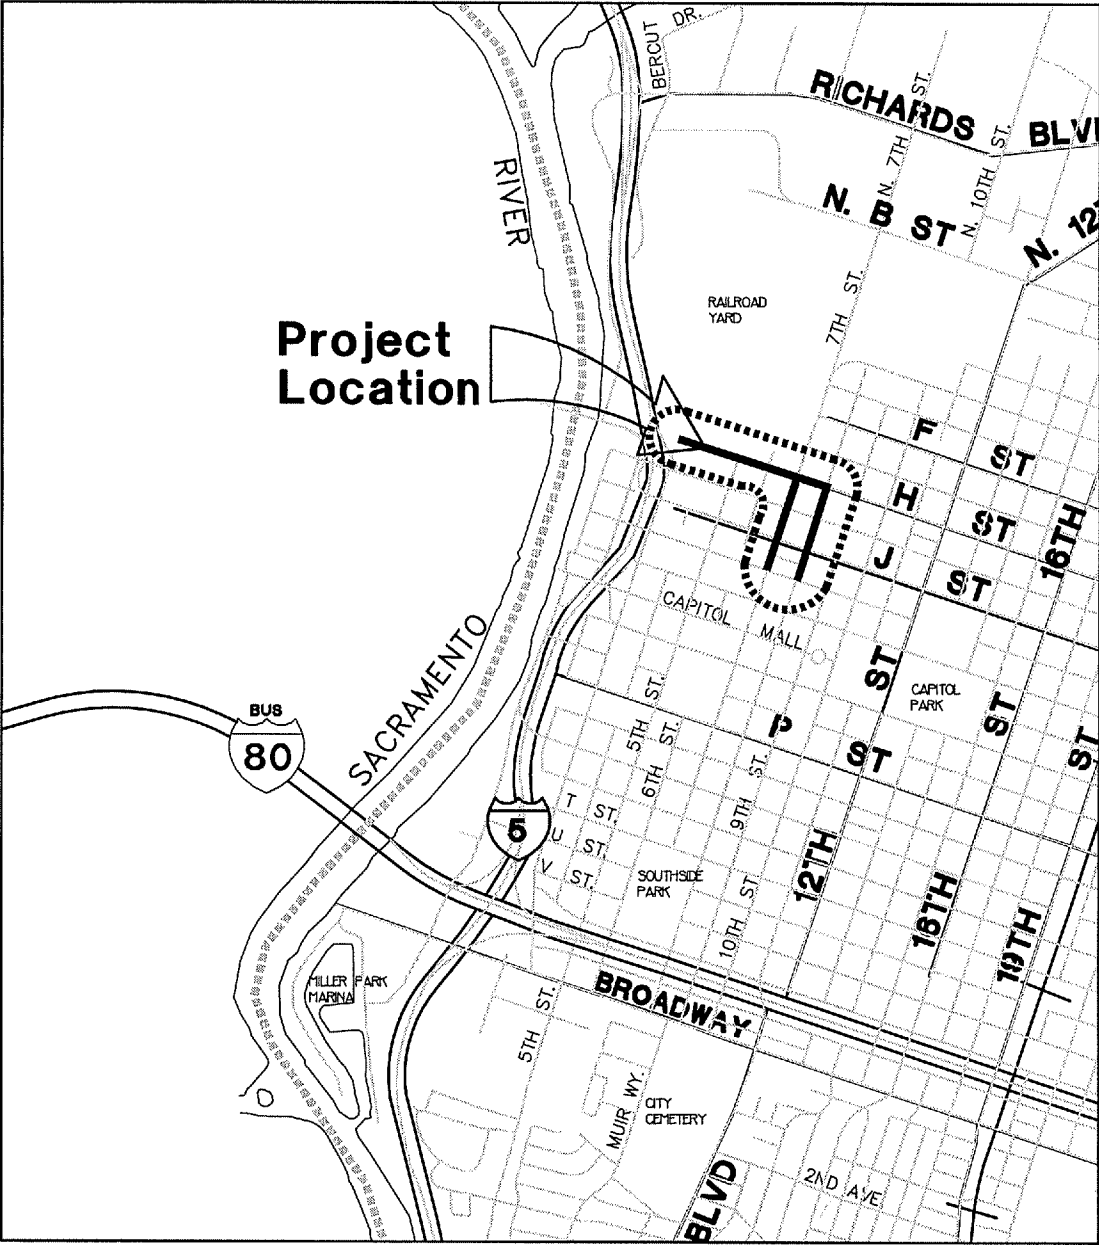 BERCUT DR.
RICHARDS BLV
N. 7TH ST.
N. 10TH ST.
N. B ST
N. 12
RIVER
RAILROAD
YARD
7TH ST.
Project
Location
F ST
H ST
J ST
16TH ST
CAPITOL MALL
SACRAMENTO
CAPITOL
PARK
BUS
80
P ST
5TH ST.
6TH ST.
9TH ST.
10TH ST.
12TH ST
16TH
19TH ST
5
T ST.
U ST.
V ST.
SOUTHSIDE
PARK
MILLER PARK
MARINA
BROADWAY
5TH ST.
MUIR WY.
CITY
CEMETERY
2ND AVE
BLVD